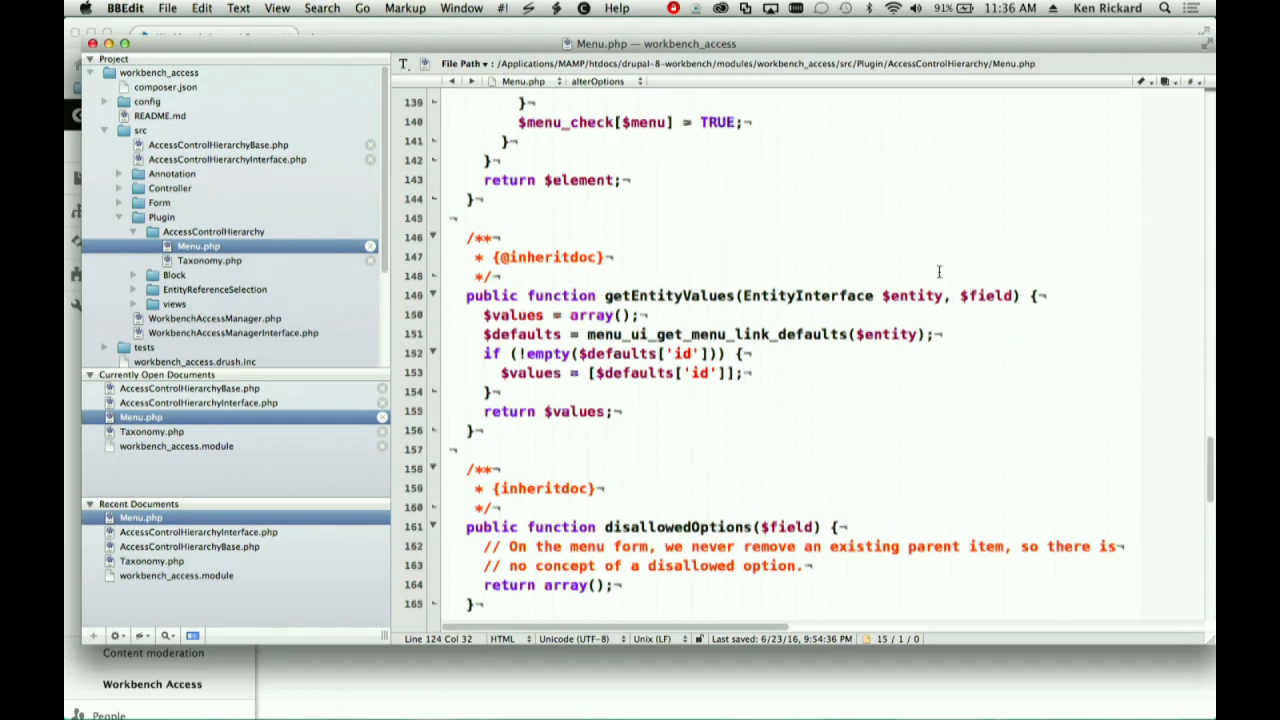 BBEdit File Edit Text View Search Go Markup Window #! Help 91% 11:36 AM Ken Rickard
Menu.php — workbench_access
Project
workbench_access
composer.json
config
README.md
src
AccessControlHierarchyBase.php
AccessControlHierarchyInterface.php
Annotation
Controller
Form
Plugin
AccessControlHierarchy
Menu.php
Taxonomy.php
Block
EntityReferenceSelection
views
WorkbenchAccessManager.php
WorkbenchAccessManagerInterface.php
tests
workbench_access.drush.inc
Currently Open Documents
AccessControlHierarchyBase.php
AccessControlHierarchyInterface.php
Menu.php
Taxonomy.php
workbench_access.module
Recent Documents
Menu.php
AccessControlHierarchyInterface.php
AccessControlHierarchyBase.php
Taxonomy.php
workbench_access.module
File Path ▾ : /Applications/MAMP/htdocs/drupal-8-workbench/modules/workbench_access/src/Plugin/AccessControlHierarchy/Menu.php
Menu.php alterOptions
139 }¬
140 $menu_check[$menu] = TRUE;¬
141 }¬
142 }¬
143 return $element;¬
144 }¬
145 ¬
146 /**¬
147 * {@inheritdoc}¬
148 */¬
149 public function getEntityValues(EntityInterface $entity, $field) {¬
150 $values = array();¬
151 $defaults = menu_ui_get_menu_link_defaults($entity);¬
152 if (!empty($defaults['id'])) {¬
153 $values = [$defaults['id']];¬
154 }¬
155 return $values;¬
156 }¬
157 ¬
158 /**¬
159 * {inheritdoc}¬
160 */¬
161 public function disallowedOptions($field) {¬
162 // On the menu form, we never remove an existing parent item, so there is¬
163 // no concept of a disallowed option.¬
164 return array();¬
165 }¬
Line 124 Col 32 HTML Unicode (UTF-8) Unix (LF) Last saved: 6/23/16, 9:54:36 PM 15 / 1 / 0
Content moderation
Workbench Access
People